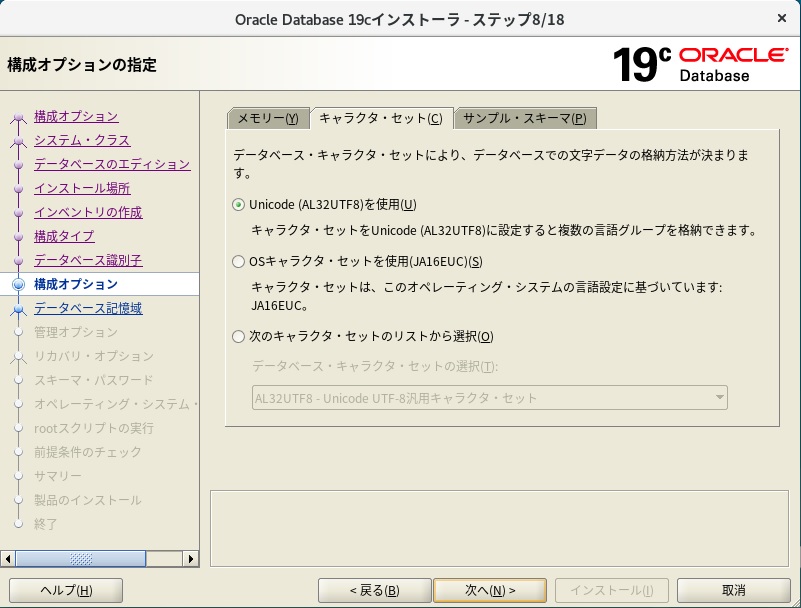 Oracle Database 19cインストーラ - ステップ8/18
×
構成オプションの指定
19c ORACLE
Database
構成オプション
システム・クラス
データベースのエディション
インストール場所
インベントリの作成
構成タイプ
データベース識別子
構成オプション
データベース記憶域
管理オプション
リカバリ・オプション
スキーマ・パスワード
オペレーティング・システム・
rootスクリプトの実行
前提条件のチェック
サマリー
製品のインストール
終了
メモリー(Y) キャラクタ・セット(C) サンプル・スキーマ(P)
データベース・キャラクタ・セットにより、データベースでの文字データの格納方法が決まりま
す。
Unicode (AL32UTF8)を使用(U)
キャラクタ・セットをUnicode (AL32UTF8)に設定すると複数の言語グループを格納できます。
OSキャラクタ・セットを使用(JA16EUC)(S)
キャラクタ・セットは、このオペレーティング・システムの言語設定に基づいています:
JA16EUC。
次のキャラクタ・セットのリストから選択(O)
データベース・キャラクタ・セットの選択(T):
AL32UTF8 - Unicode UTF-8汎用キャラクタ・セット
ヘルプ(H) < 戻る(B) 次へ(N) > インストール(I) 取消